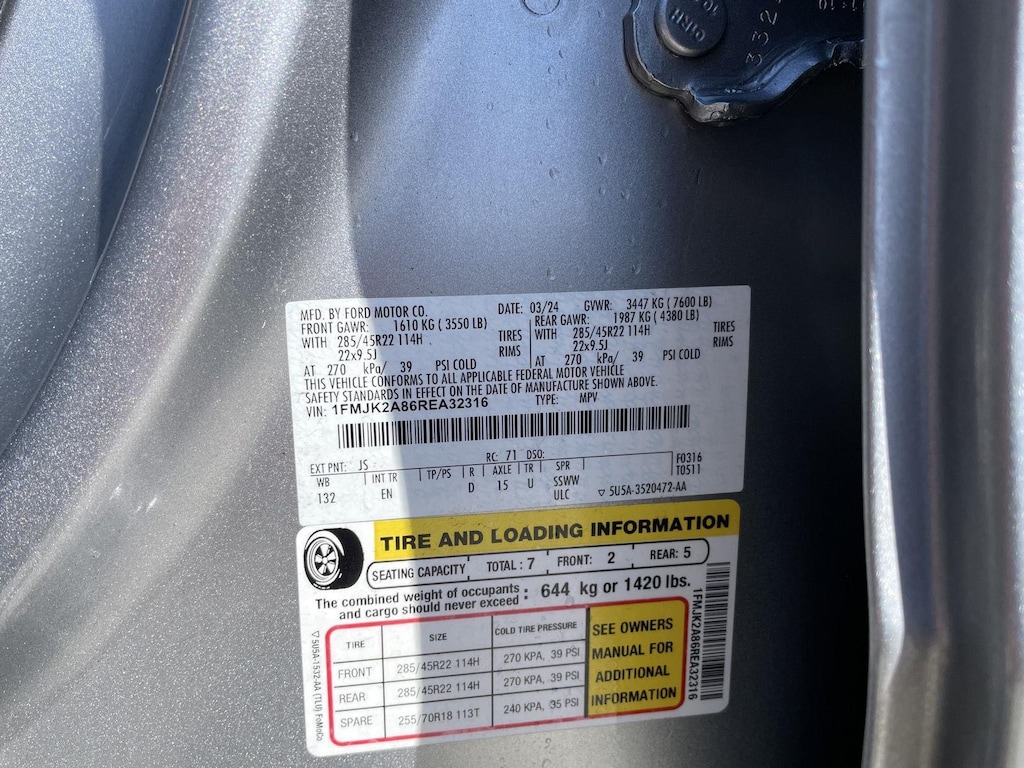 OHNH
332
MFD. BY FORD MOTOR CO. DATE: 03/24 GVWR: 3447 KG ( 7600 LB)
FRONT GAWR: 1610 KG ( 3550 LB) REAR GAWR: 1987 KG ( 4380 LB)
WITH 285/45R22 114H TIRES WITH 285/45R22 114H TIRES
22x9.5J RIMS 22x9.5J RIMS
AT 270 kPa/ 39 PSI COLD AT 270 kPa/ 39 PSI COLD
THIS VEHICLE CONFORMS TO ALL APPLICABLE FEDERAL MOTOR VEHICLE
SAFETY STANDARDS IN EFFECT ON THE DATE OF MANUFACTURE SHOWN ABOVE.
VIN: 1FMJK2A86REA32316 TYPE: MPV
EXT PNT: JS RC: 71 DSO: F0316
WB INT TR TP/PS R AXLE TR SPR T0511
132 EN D 15 U SSWW
ULC ▽ 5U5A-3520472-AA
TIRE AND LOADING INFORMATION
SEATING CAPACITY TOTAL : 7 FRONT: 2 REAR: 5
The combined weight of occupants and cargo should never exceed : 644 kg or 1420 lbs.
TIRE SIZE COLD TIRE PRESSURE
FRONT 285/45R22 114H 270 KPA, 39 PSI
REAR 285/45R22 114H 270 KPA, 39 PSI
SPARE 255/70R18 113T 240 KPA, 35 PSI
SEE OWNERS
MANUAL FOR
ADDITIONAL
INFORMATION
1FMJK2A86REA32316
▽ 5U5A-1532-AA (TLU) FoMoCo